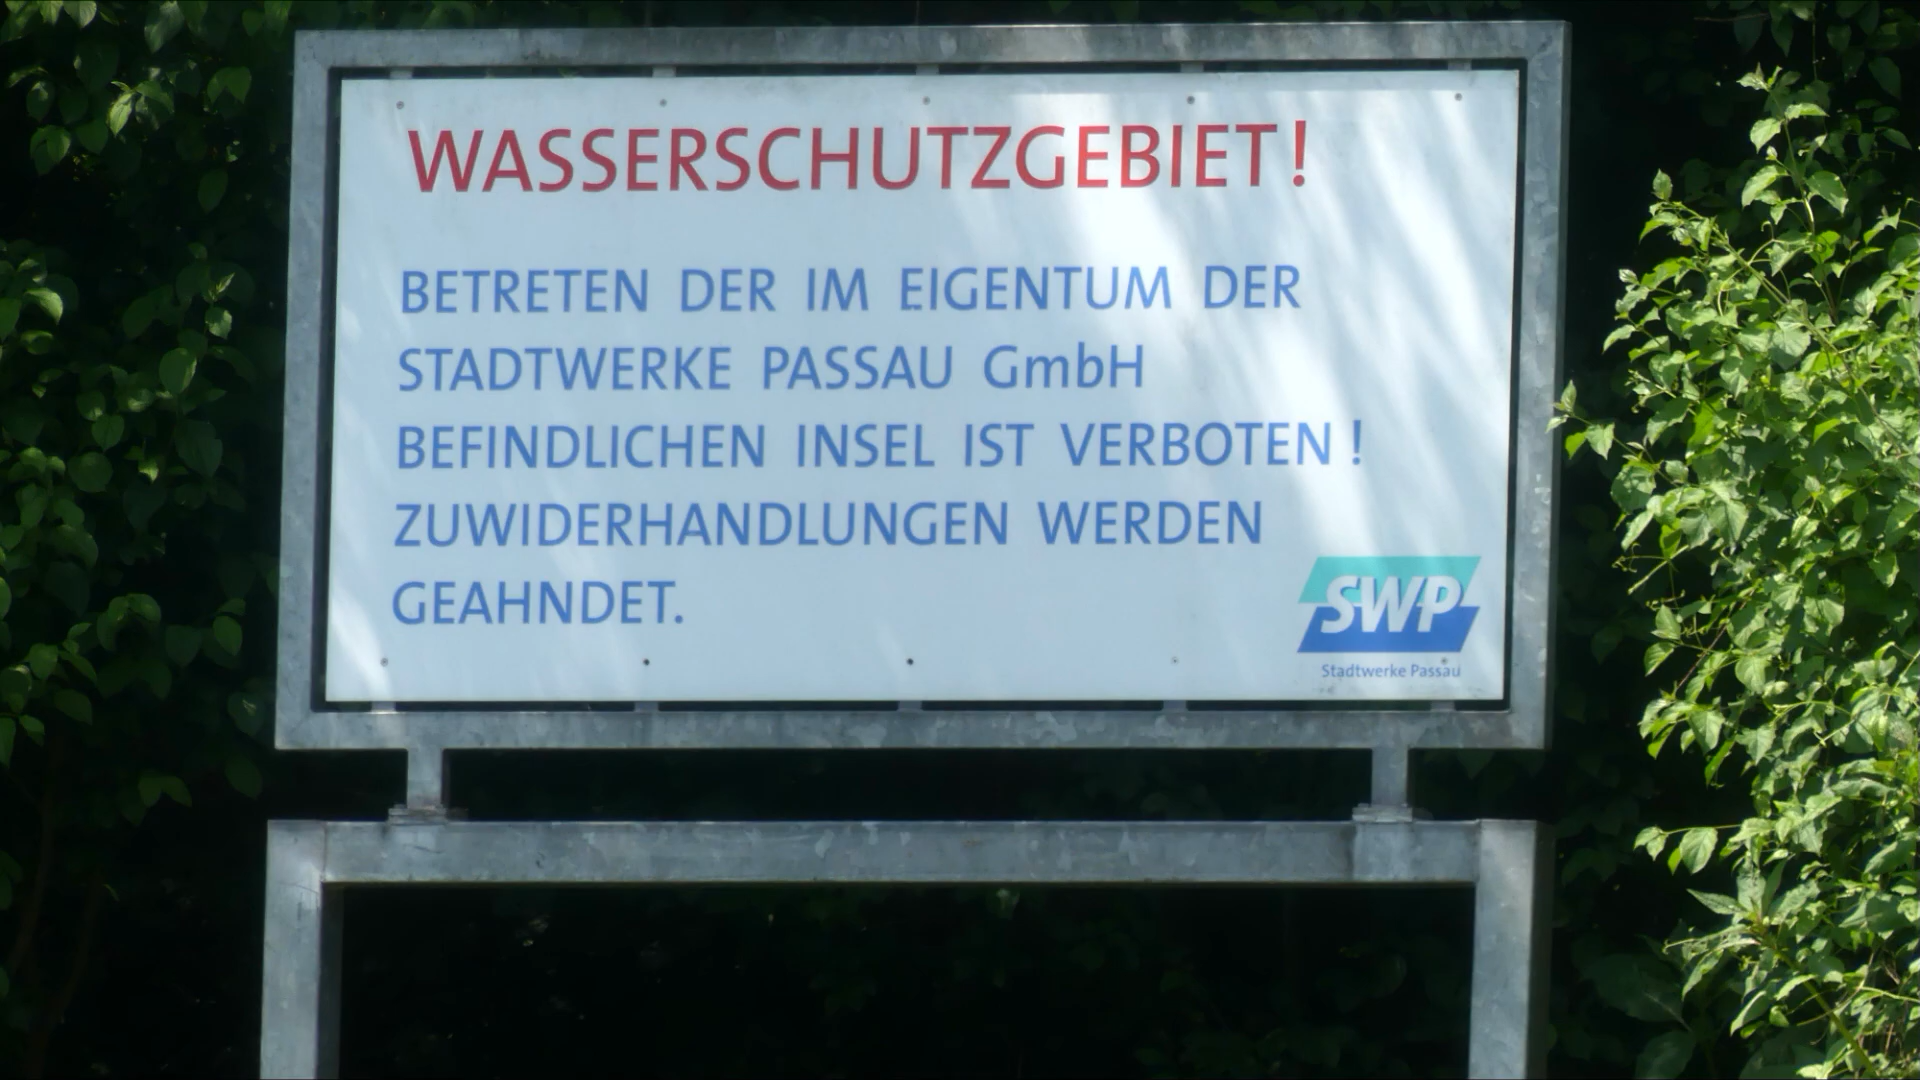 WASSERSCHUTZGEBIET!
BETRETEN DER IM EIGENTUM DER
STADTWERKE PASSAU GmbH
BEFINDLICHEN INSEL IST VERBOTEN!
ZUWIDERHANDLUNGEN WERDEN
GEAHNDET.
SWP
Stadtwerke Passau